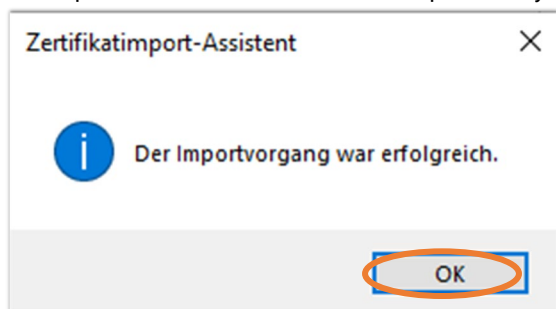 Zertifikatimport-Assistent
Der Importvorgang war erfolgreich.
OK